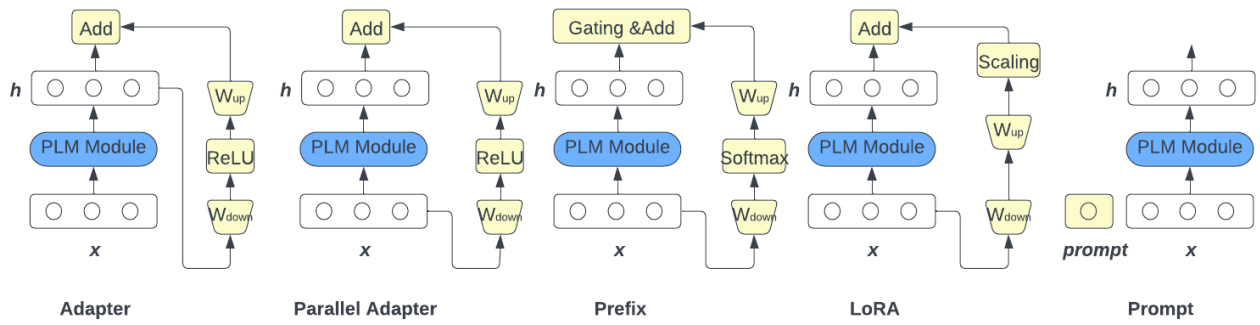 Add
h
PLM Module
x
Wup
ReLU
Wdown
Adapter
Add
h
PLM Module
x
Wup
ReLU
Wdown
Parallel Adapter
Gating &Add
h
PLM Module
x
Wup
Softmax
Wdown
Prefix
Add
h
PLM Module
x
Scaling
Wup
Wdown
LoRA
h
PLM Module
prompt
x
Prompt